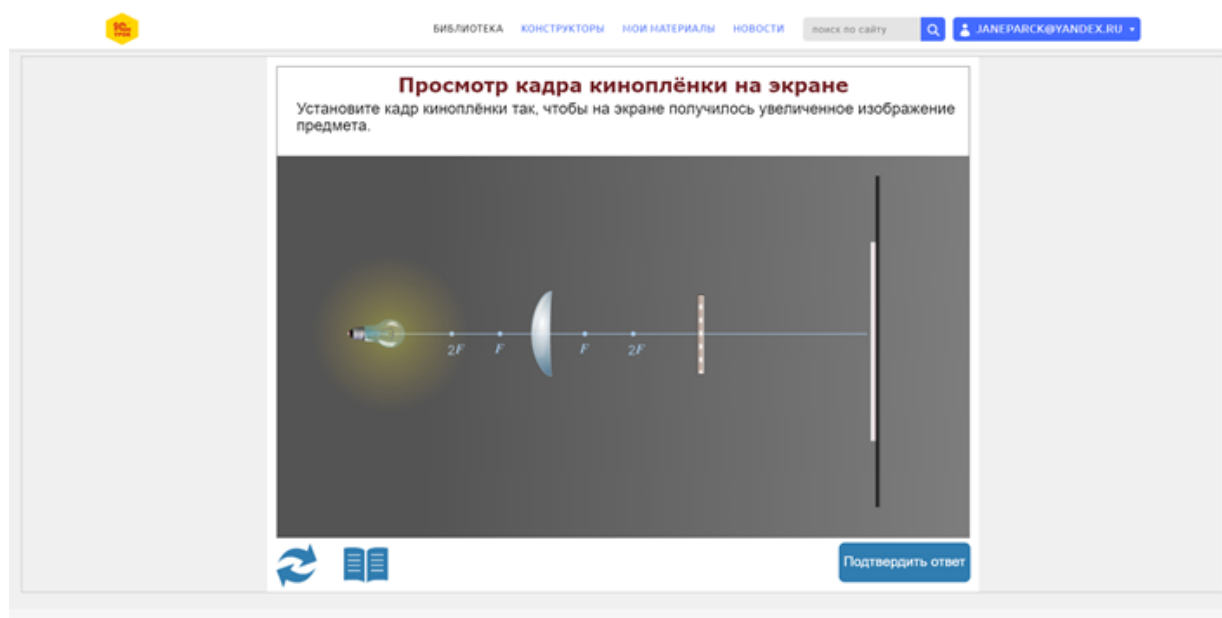 БИБЛИОТЕКА КОНСТРУКТОРЫ МОИ МАТЕРИАЛЫ НОВОСТИ поиск по сайту JANEPARCK@YANDEX.RU
Просмотр кадра киноплёнки на экране
Установите кадр киноплёнки так, чтобы на экране получилось увеличенное изображение
предмета.
2F F F 2F
Подтвердить ответ